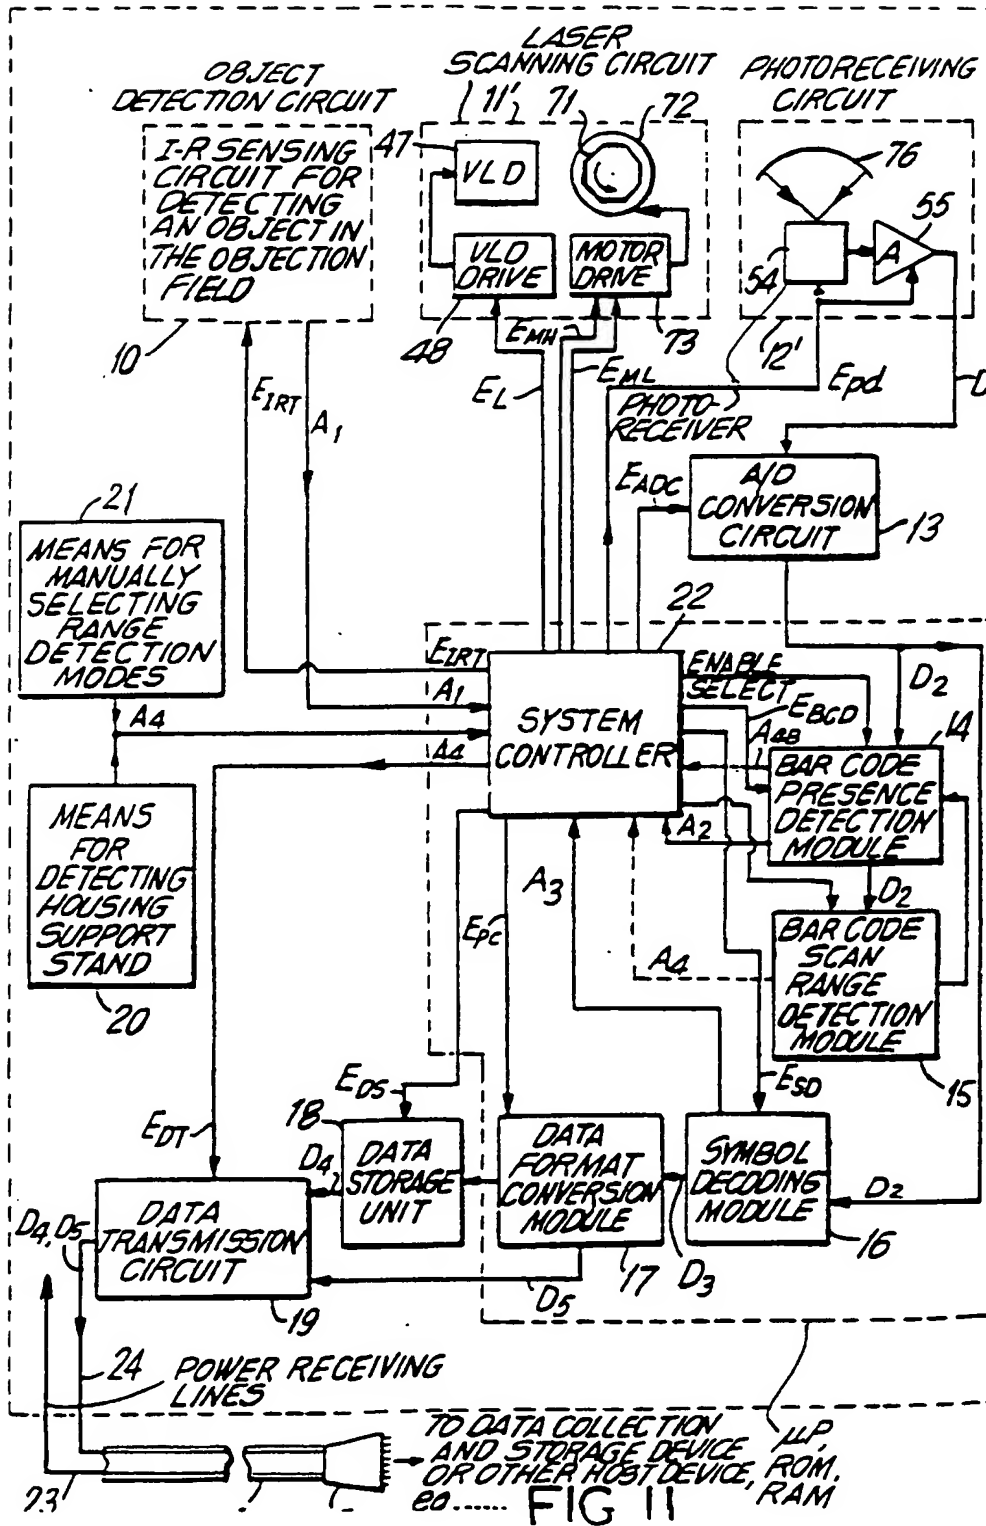 LASER
SCANNING CIRCUIT
OBJECT
DETECTION CIRCUIT
PHOTORECEIVING
CIRCUIT
11'
71
72
47
VLD
I-R SENSING
CIRCUIT FOR
DETECTING
AN OBJECT IN
THE OBJECTION
FIELD
76
55
A
54
VLD
DRIVE
MOTOR
DRIVE
10
48
EMH
73
12'
EIRT
A1
EL
EML
PHOTO-
RECEIVER
Epd
D
EADC
A/D
CONVERSION
CIRCUIT
13
21
MEANS FOR
MANUALLY
SELECTING
RANGE
DETECTION
MODES
22
EIRT
A1
A4
A4
A4
SYSTEM
CONTROLLER
ENABLE
SELECT
EBCD
A4B
D2
14
BAR CODE
PRESENCE
DETECTION
MODULE
A2
D2
MEANS
FOR
DETECTING
HOUSING
SUPPORT
STAND
20
A3
EPC
A4
BAR CODE
SCAN
RANGE
DETECTION
MODULE
15
ESD
EDS
EDT
18
DATA
STORAGE
UNIT
D4
DATA
FORMAT
CONVERSION
MODULE
17
D3
SYMBOL
DECODING
MODULE
16
D2
D4, D5
DATA
TRANSMISSION
CIRCUIT
19
D5
24
POWER RECEIVING
LINES
23
TO DATA COLLECTION
AND STORAGE DEVICE
OR OTHER HOST DEVICE,
μP,
ROM,
RAM
FIG 11